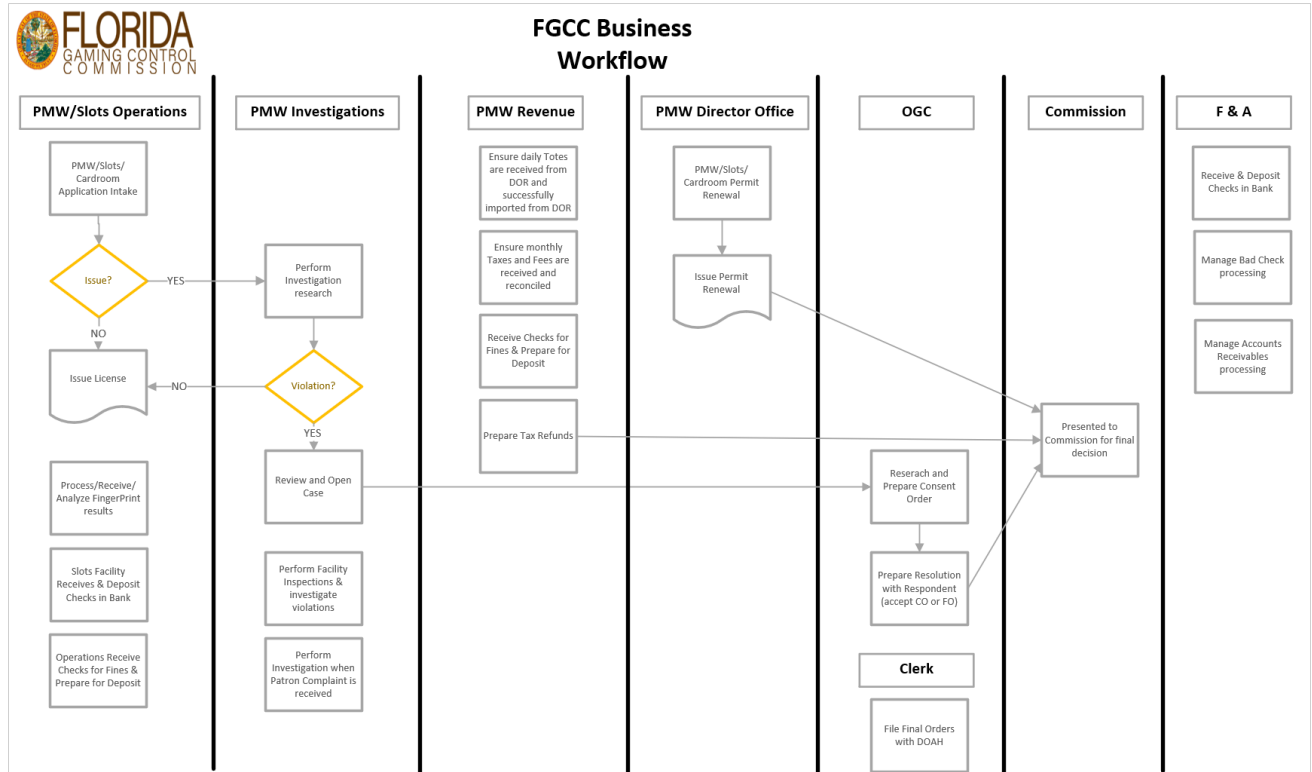 FLORIDA
GAMING CONTROL
COMMISSION
FGCC Business
Workflow
PMW/Slots Operations
PMW/Slots/
Cardroom
Application Intake
Issue?
YES
NO
Issue License
Process/Receive/
Analyze FingerPrint
results
Slots Facility
Receives & Deposit
Checks in Bank
Operations Receive
Checks for Fines &
Prepare for Deposit
PMW Investigations
Perform
Investigation
research
Violation?
NO
YES
Review and Open
Case
Perform Facility
Inspections &
investigate
violations
Perform
Investigation when
Patron Complaint is
received
PMW Revenue
Ensure daily Totes
are received from
DOR and
successfully
imported from DOR
Ensure monthly
Taxes and Fees are
received and
reconciled
Receive Checks for
Fines & Prepare for
Deposit
Prepare Tax Refunds
PMW Director Office
PMW/Slots/
Cardroom Permit
Renewal
Issue Permit
Renewal
OGC
Reserach and
Prepare Consent
Order
Prepare Resolution
with Respondent
(accept CO or FO)
Clerk
File Final Orders
with DOAH
Commission
Presented to
Commission for final
decision
F & A
Receive & Deposit
Checks in Bank
Manage Bad Check
processing
Manage Accounts
Receivables
processing